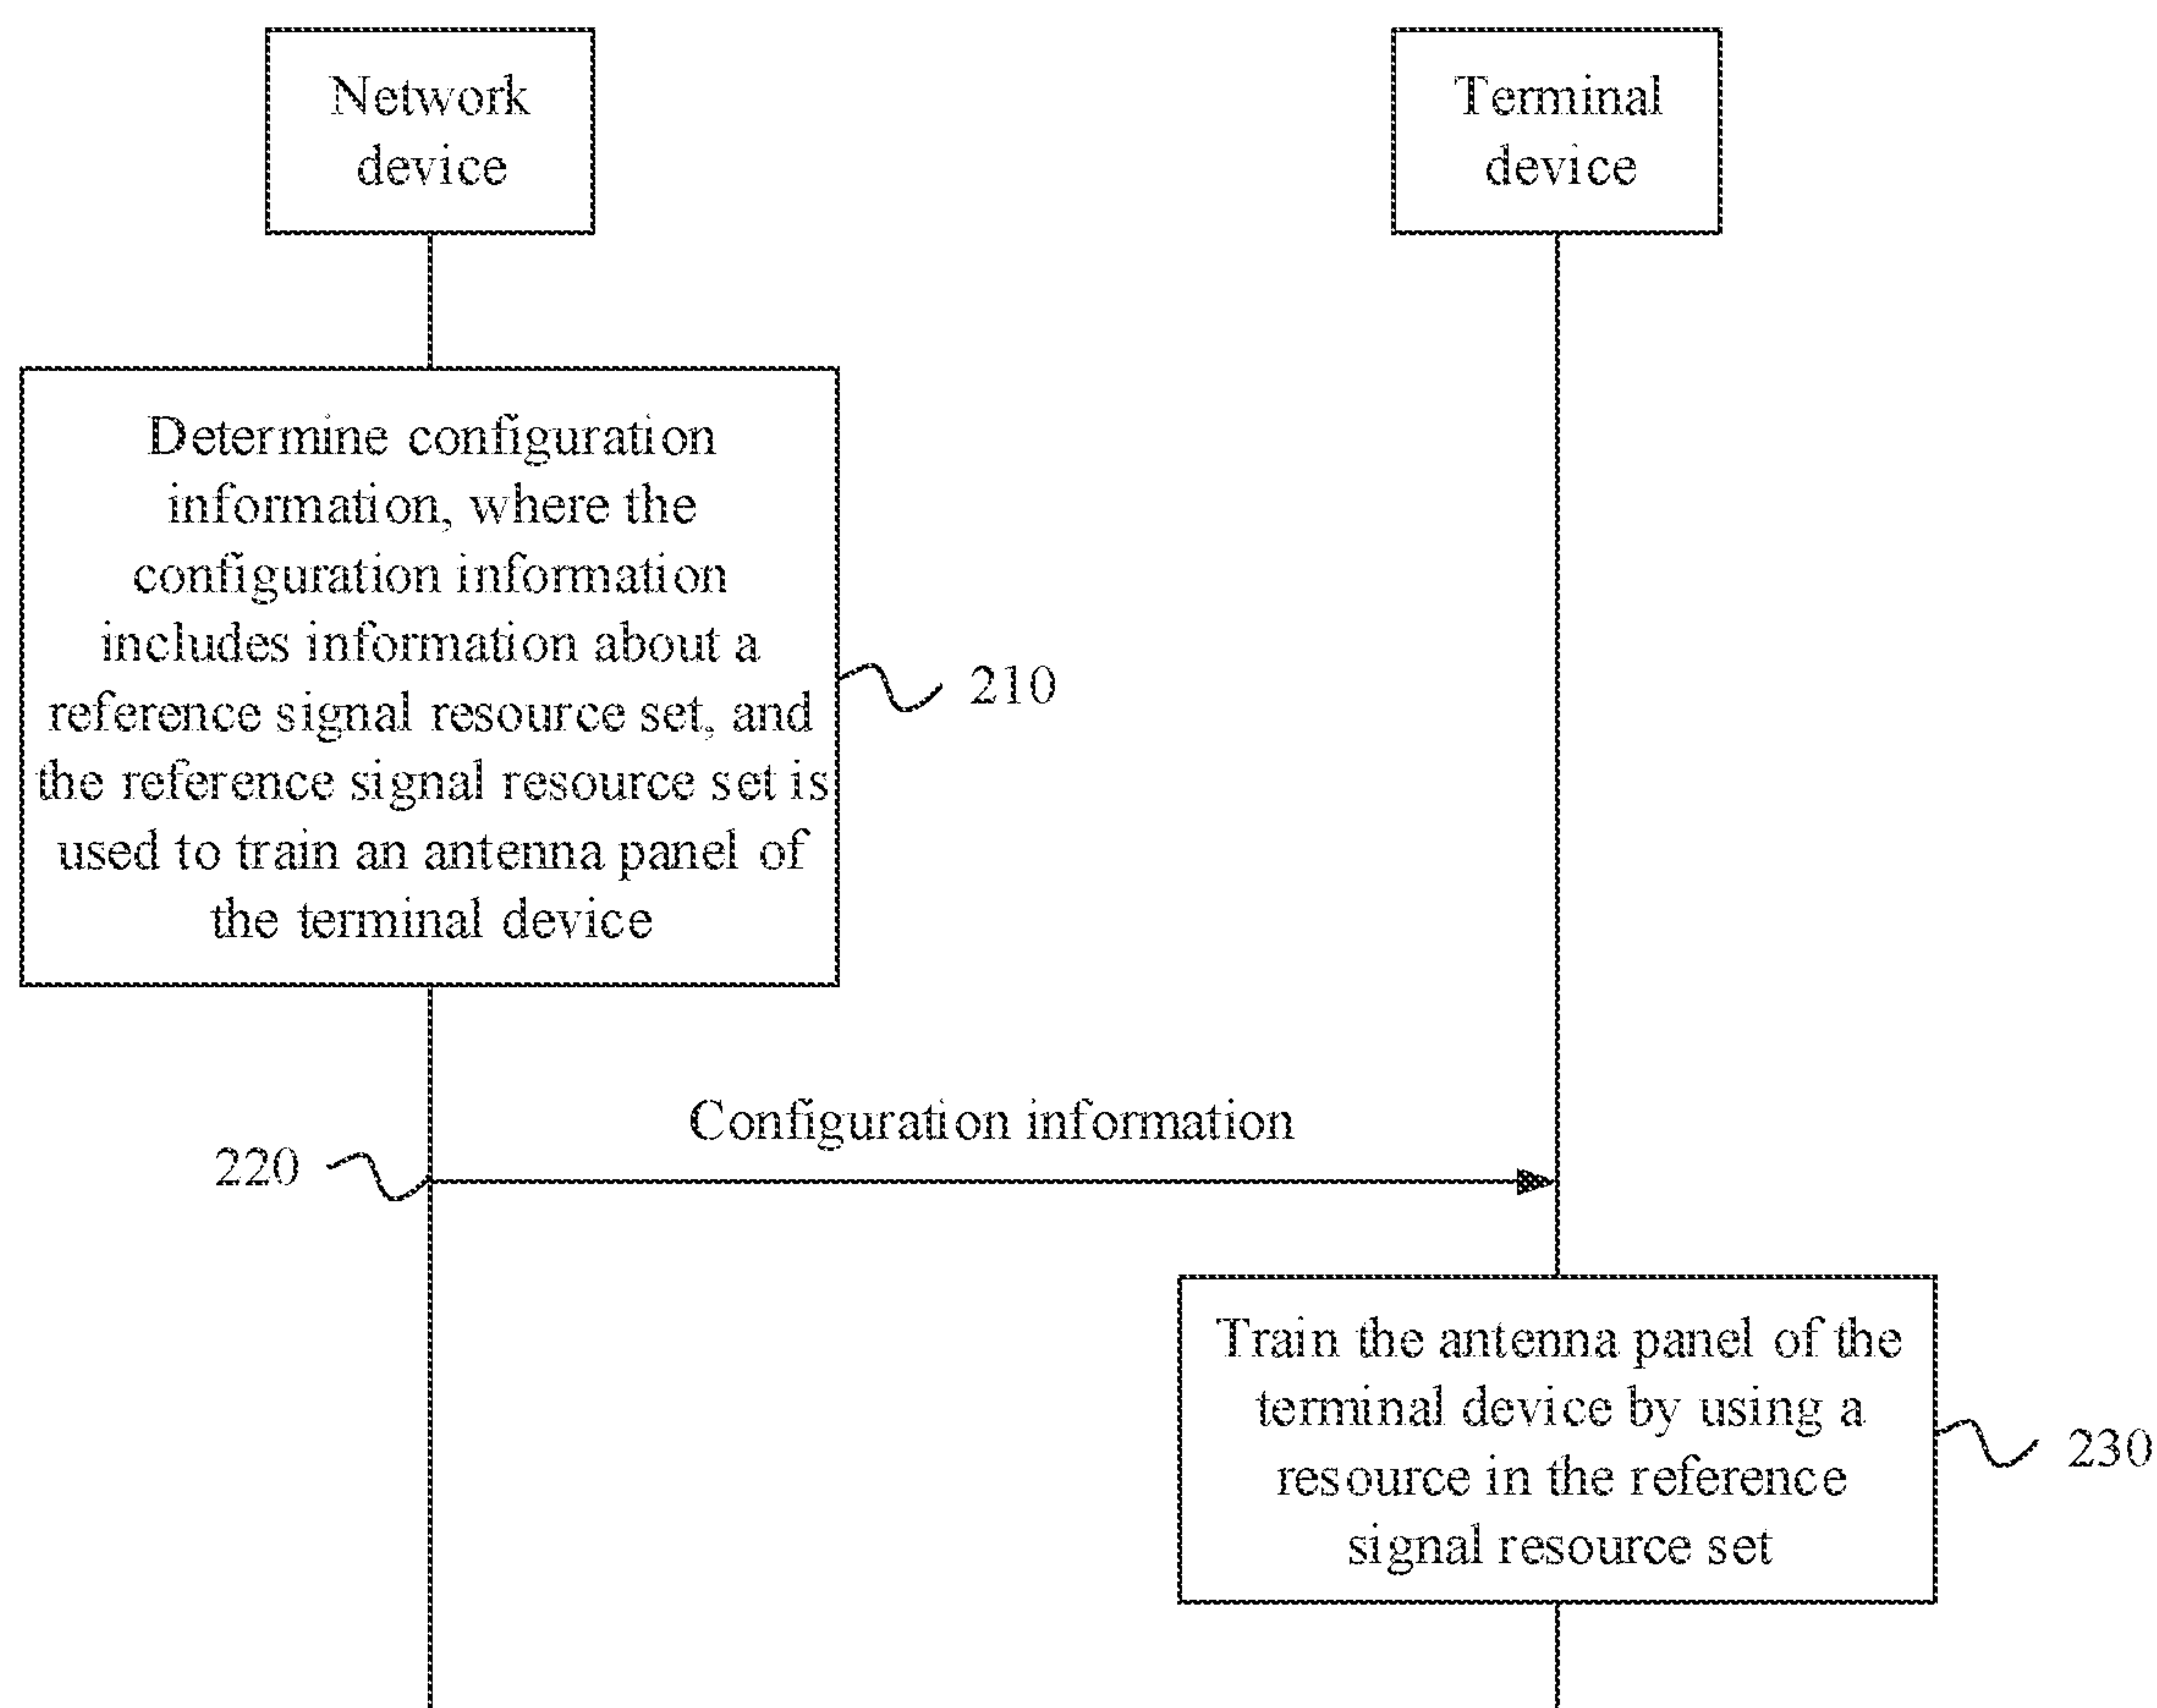 Network
device
Terminal
device
Determine configuration
information, where the
configuration information
includes information about a
reference signal resource set, and
the reference signal resource set is
used to train an antenna panel of
the terminal device
210
Configuration information
220
Train the antenna panel of the
terminal device by using a
resource in the reference
signal resource set
230